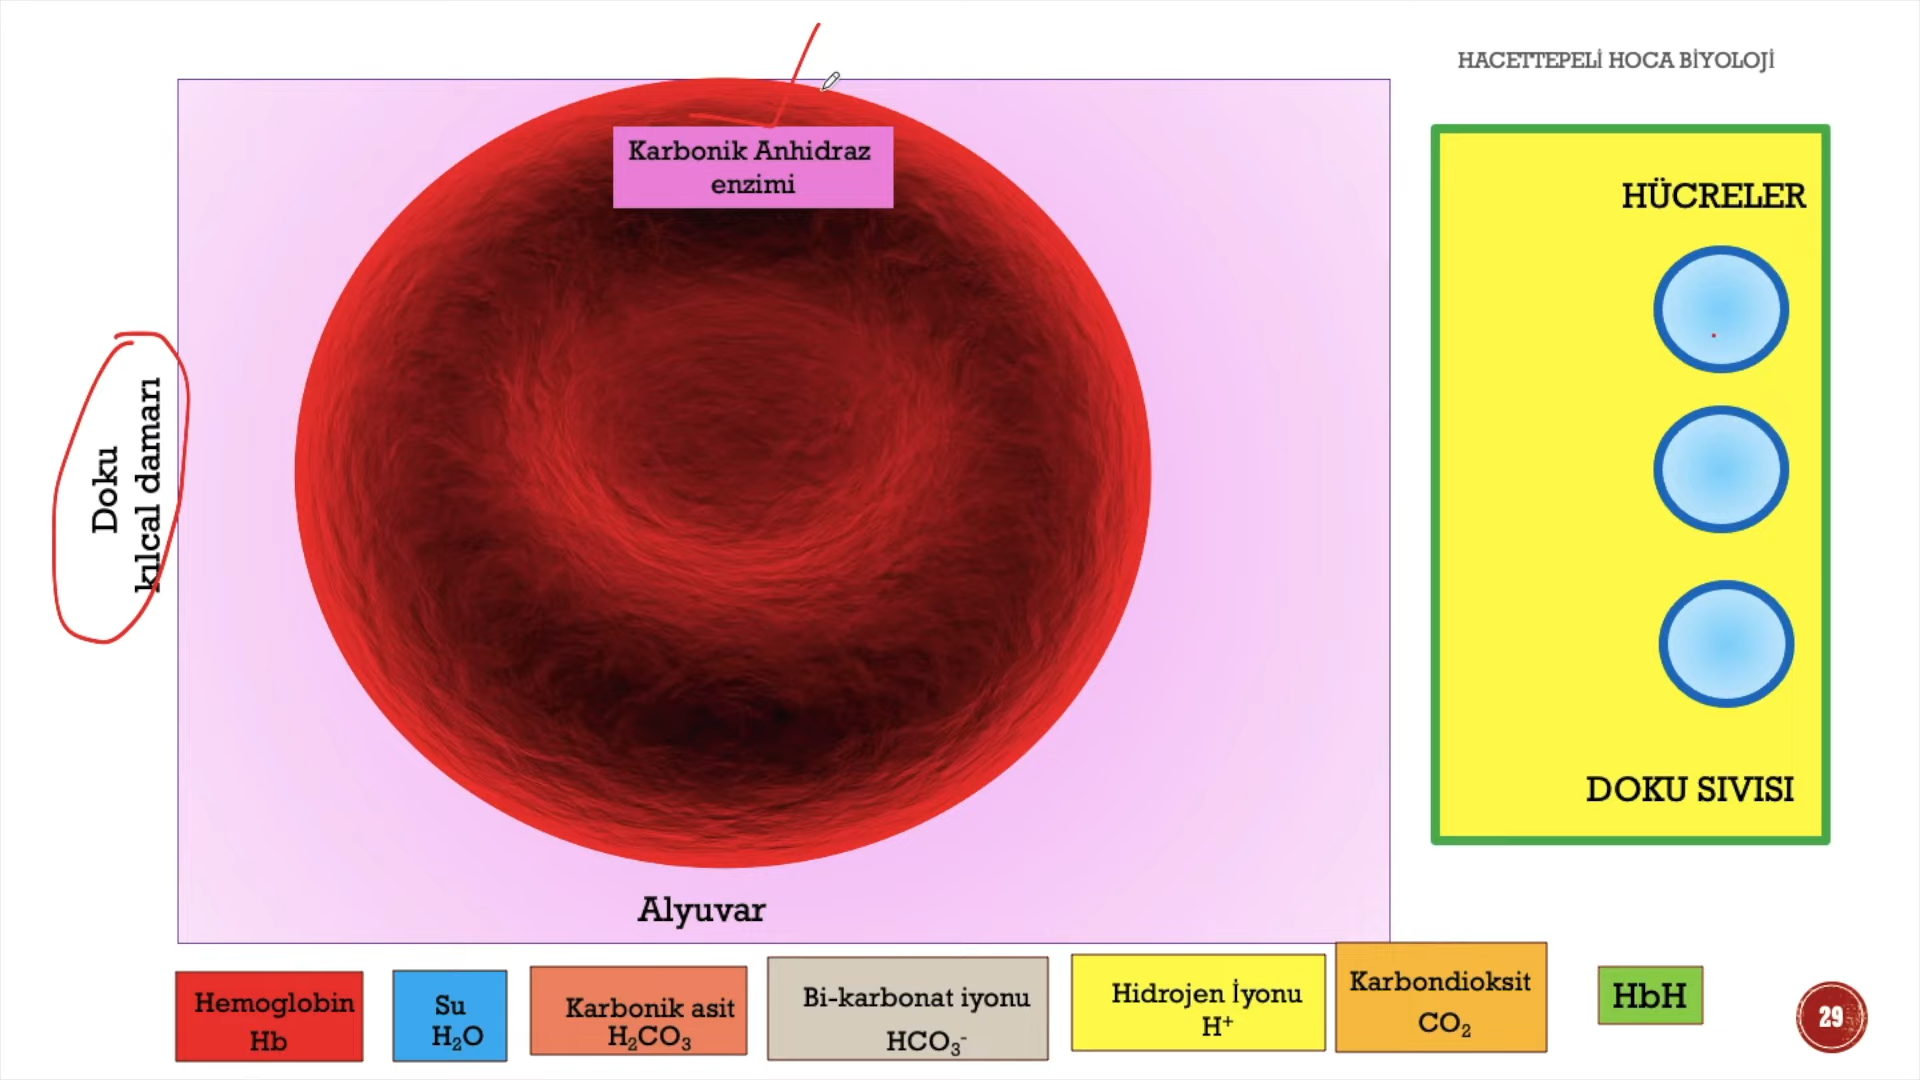 HACETTEPELİ HOCA BİYOLOJİ
Karbonik Anhidraz
enzimi
HÜCRELER
Doku
kılcal damarı
DOKU SIVISI
Alyuvar
Hemoglobin
Hb
Su
H₂O
Karbonik asit
H₂CO₃
Bi-karbonat iyonu
HCO₃⁻
Hidrojen İyonu
H⁺
Karbondioksit
CO₂
HbH
29